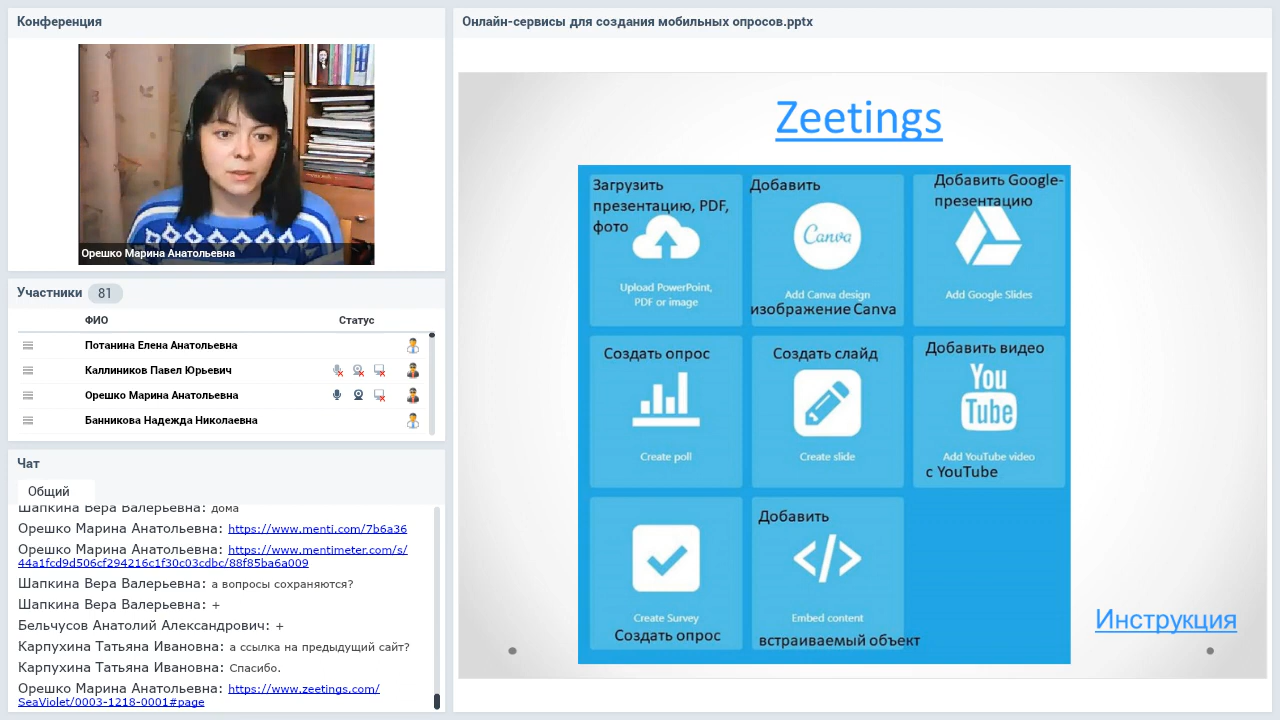 Конференция
Орешко Марина Анатольевна
Участники 81
ФИО Статус
Потанина Елена Анатольевна
Каллиников Павел Юрьевич
Орешко Марина Анатольевна
Банникова Надежда Николаевна
Чат
Общий
Шапкина Вера Валерьевна: дома
Орешко Марина Анатольевна: https://www.menti.com/7b6a36
Орешко Марина Анатольевна: https://www.mentimeter.com/s/
44a1fcd9d506cf294216c1f30c03cdbc/88f85ba6a009
Шапкина Вера Валерьевна: а вопросы сохраняются?
Шапкина Вера Валерьевна: +
Бельчусов Анатолий Александрович: +
Карпухина Татьяна Ивановна: а ссылка на предыдущий сайт?
Карпухина Татьяна Ивановна: Спасибо.
Орешко Марина Анатольевна: https://www.zeetings.com/
SeaViolet/0003-1218-0001#page
Онлайн-сервисы для создания мобильных опросов.pptx
Zeetings
Загрузить
презентацию, PDF,
фото
Upload PowerPoint,
PDF or image
Добавить
Canva
Add Canva design
изображение Canva
Добавить Google-
презентацию
Add Google Slides
Создать опрос
Create poll
Создать слайд
Create slide
Добавить видео
You
Tube
Add YouTube video
с YouTube
Create Survey
Создать опрос
Добавить
</>
Embed content
встраиваемый объект
Инструкция